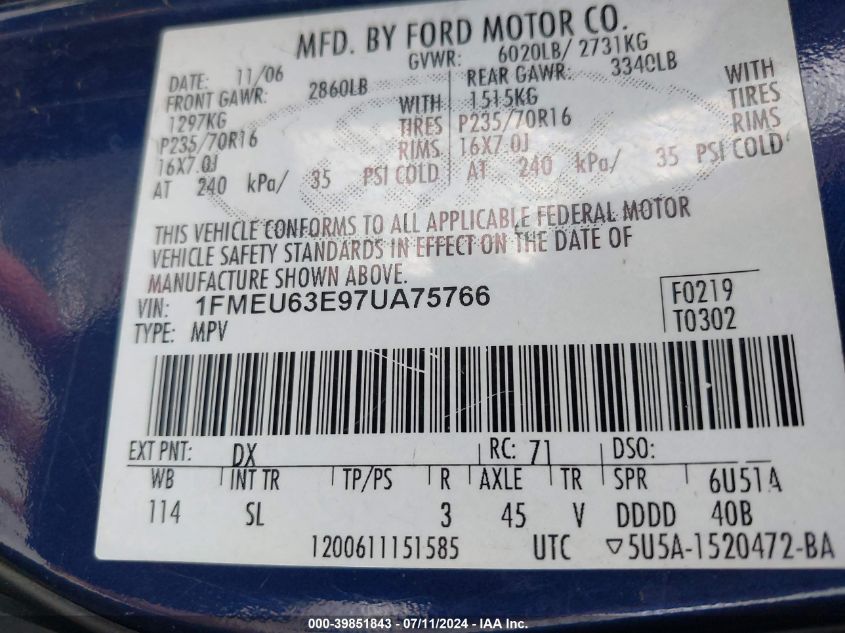 MFD. BY FORD MOTOR CO.
DATE: 11/06 GVWR: 6020LB/ 2731KG
FRONT GAWR: 2860LB REAR GAWR: 3340LB
1297KG WITH 1515KG WITH
P235/70R16 TIRES P235/70R16 TIRES
16X7.0J RIMS 16X7.0J RIMS
AT 240 kPa/ 35 PSI COLD AT 240 kPa/ 35 PSI COLD
THIS VEHICLE CONFORMS TO ALL APPLICABLE FEDERAL MOTOR
VEHICLE SAFETY STANDARDS IN EFFECT ON THE DATE OF
MANUFACTURE SHOWN ABOVE.
VIN: 1FMEU63E97UA75766 F0219
TYPE: MPV T0302
EXT PNT: DX RC: 71 DSO:
WB INT TR TP/PS R AXLE TR SPR 6U51A
114 SL 3 45 V DDDD 40B
1200611151585 UTC ▽5U5A-1520472-BA
000-39851843 - 07/11/2024 - IAA Inc.